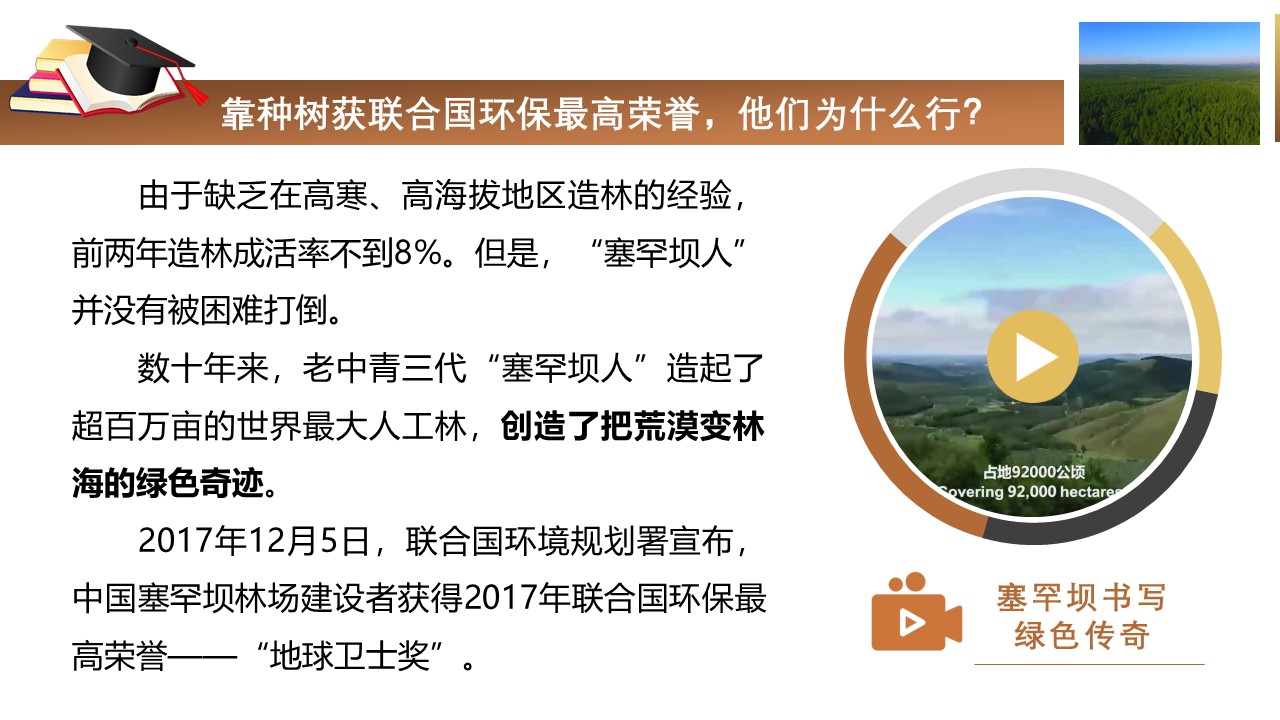 靠种树获联合国环保最高荣誉，他们为什么行？
由于缺乏在高寒、高海拔地区造林的经验，
前两年造林成活率不到8%。但是，“塞罕坝人”
并没有被困难打倒。
数十年来，老中青三代“塞罕坝人”造起了
超百万亩的世界最大人工林，创造了把荒漠变林
海的绿色奇迹。
2017年12月5日，联合国环境规划署宣布，
中国塞罕坝林场建设者获得2017年联合国环保最
高荣誉——“地球卫士奖”。
占地92000公顷
Covering 92,000 hectares
塞罕坝书写
绿色传奇